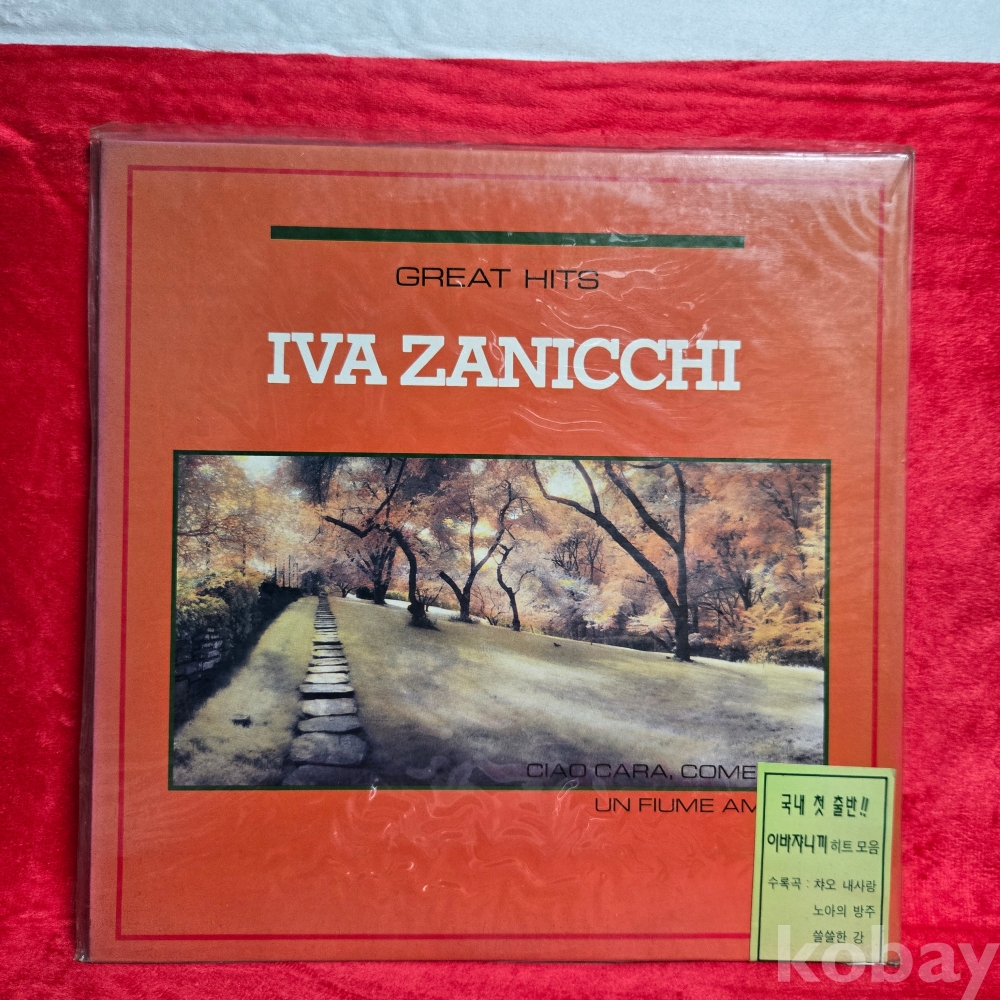 GREAT HITS
IVA ZANICCHI
CIAO CARA, COME
UN FIUME AM
국내 첫 출반!!
이바쟈니끼 히트 모음
수록곡 : 챠오 내사랑
노아의 방주
쓸쓸한 강
kobay